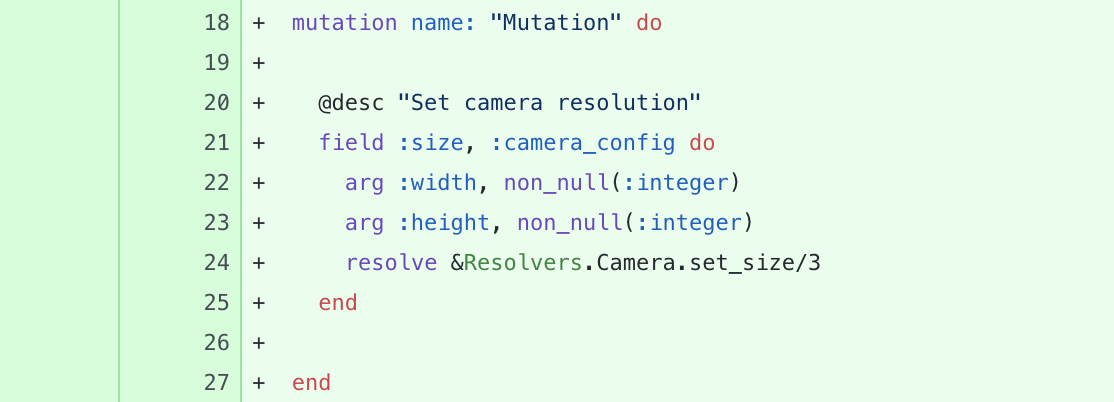 18 + mutation name: "Mutation" do
19 +
20 + @desc "Set camera resolution"
21 + field :size, :camera_config do
22 + arg :width, non_null(:integer)
23 + arg :height, non_null(:integer)
24 + resolve &Resolvers.Camera.set_size/3
25 + end
26 +
27 + end